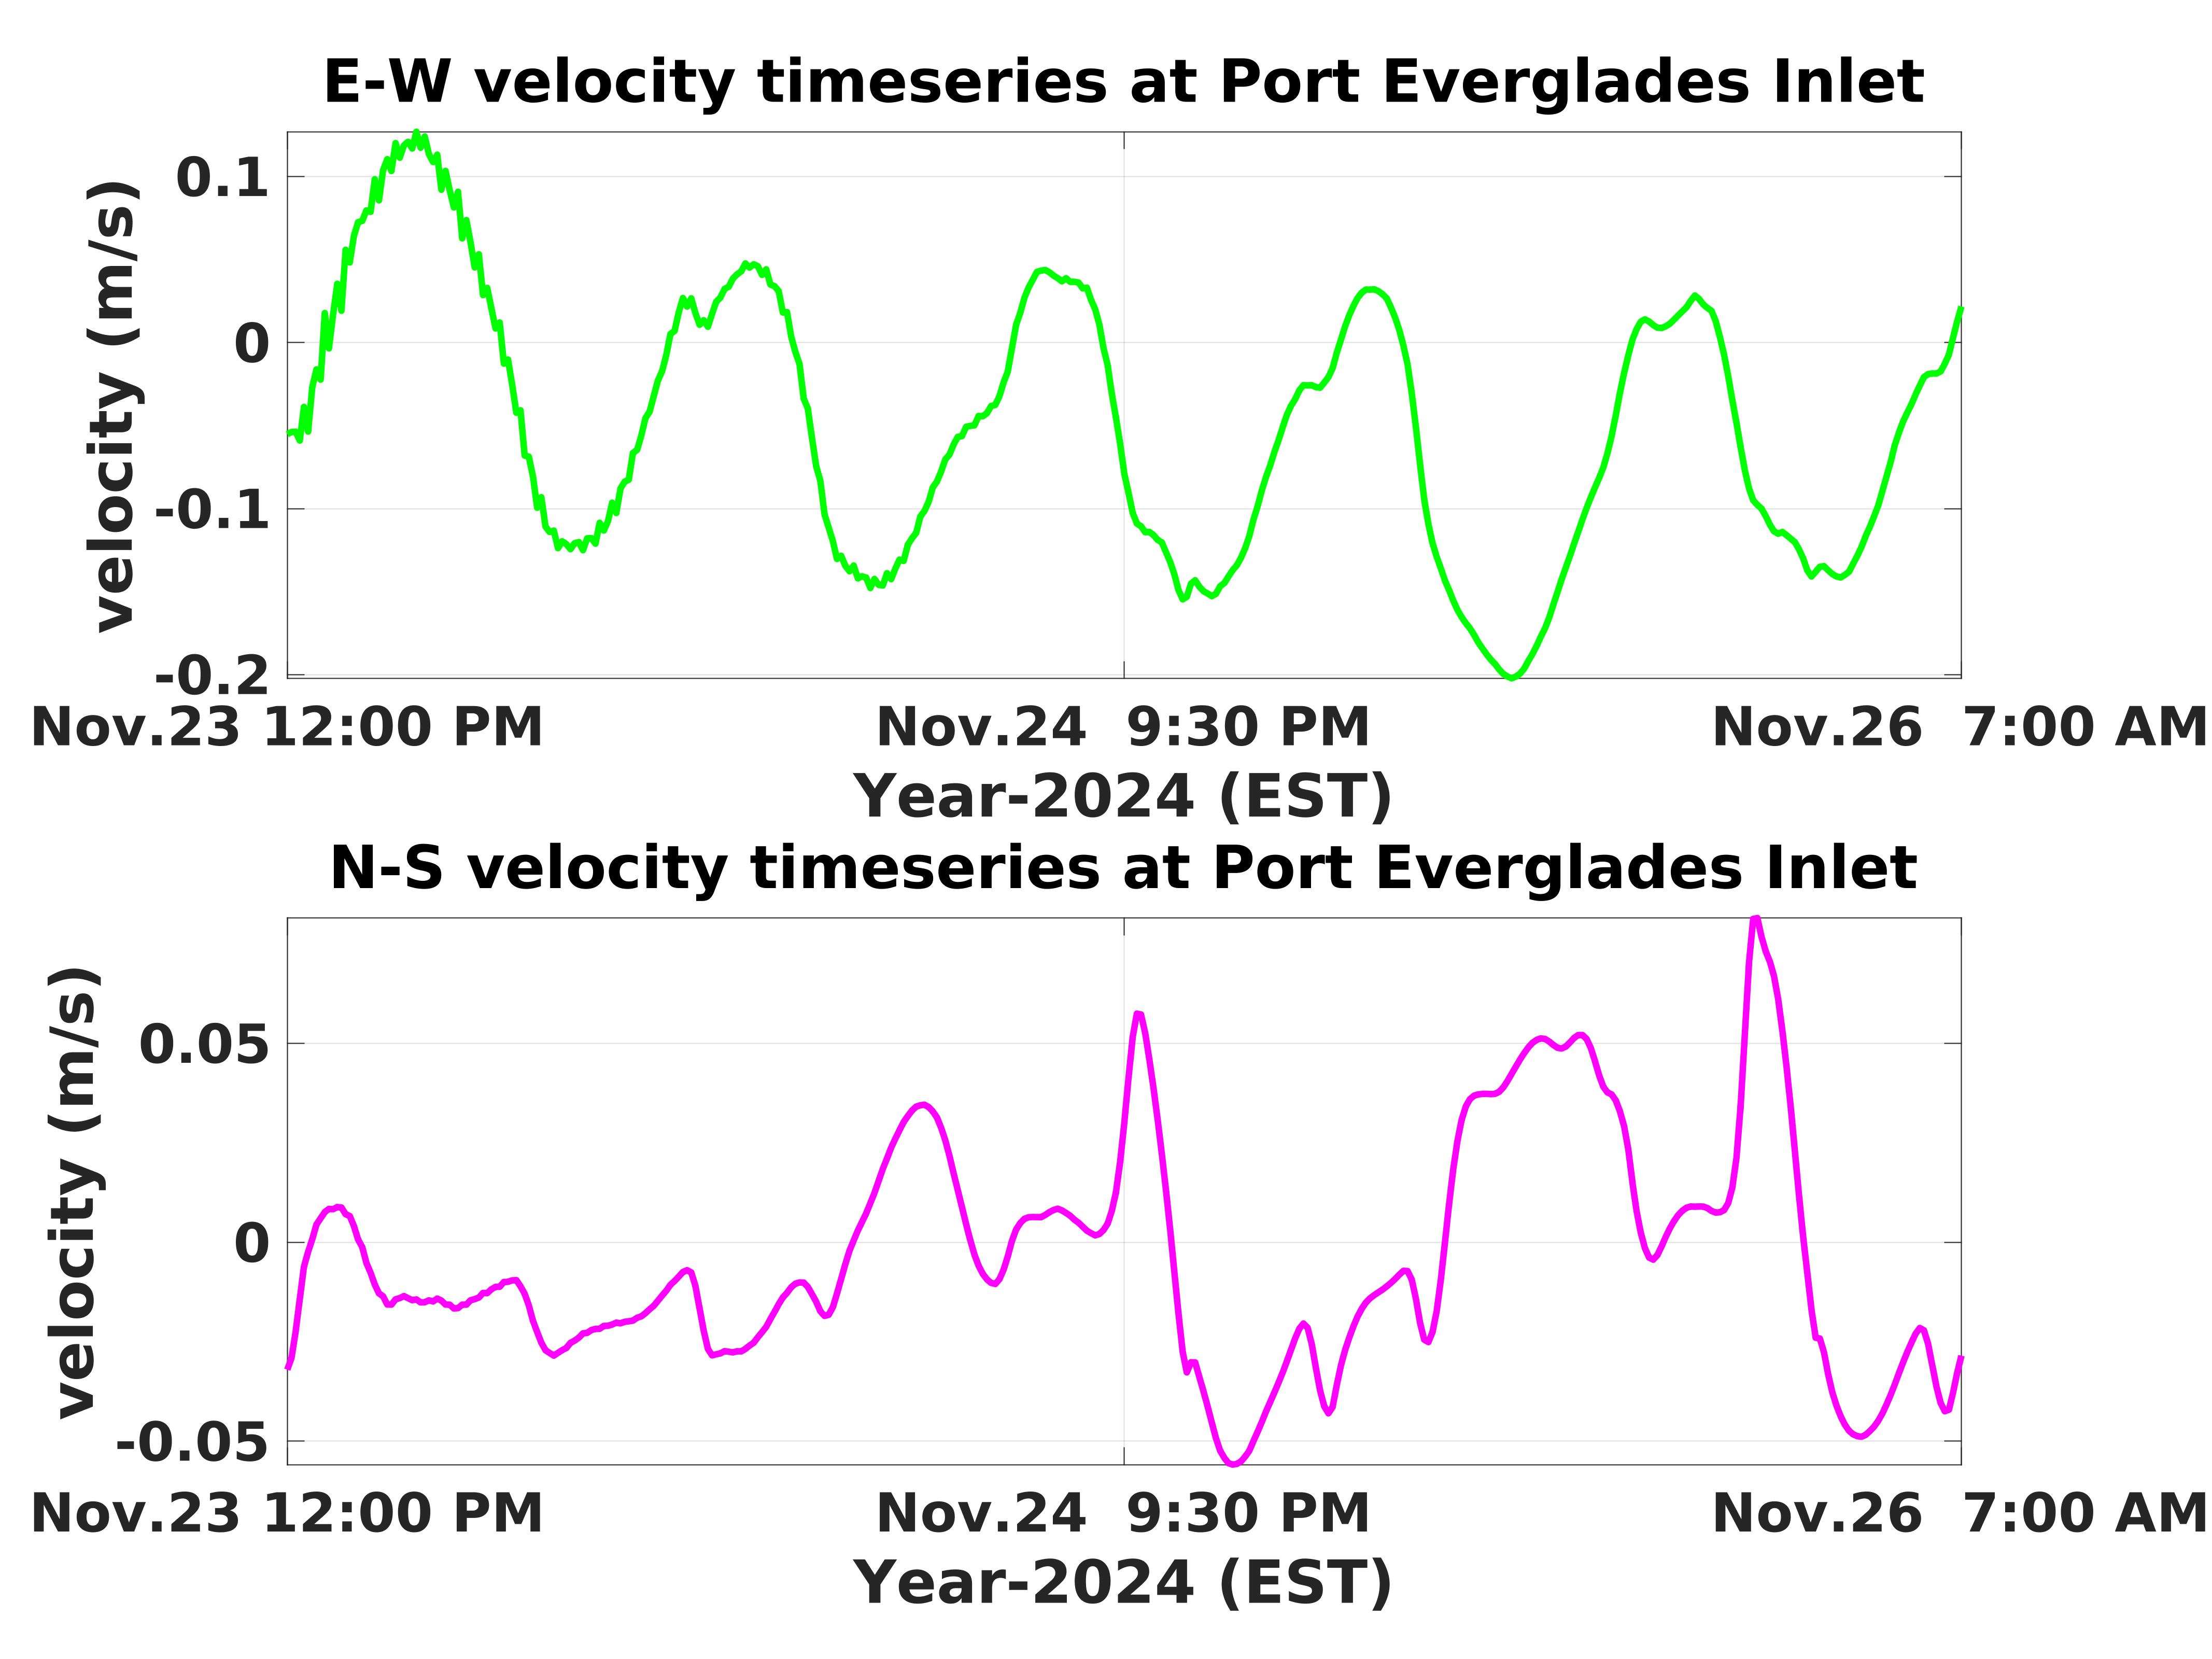 E-W velocity timeseries at Port Everglades Inlet
velocity (m/s)
0.1
0
-0.1
-0.2
Nov.23 12:00 PM
Nov.24  9:30 PM
Nov.26  7:00 AM
Year-2024 (EST)
N-S velocity timeseries at Port Everglades Inlet
velocity (m/s)
0.05
0
-0.05
Nov.23 12:00 PM
Nov.24  9:30 PM
Nov.26  7:00 AM
Year-2024 (EST)